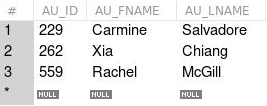 # AU_ID AU_FNAME AU_LNAME
1 229 Carmine Salvadore
2 262 Xia Chiang
3 559 Rachel McGill
* NULL NULL NULL